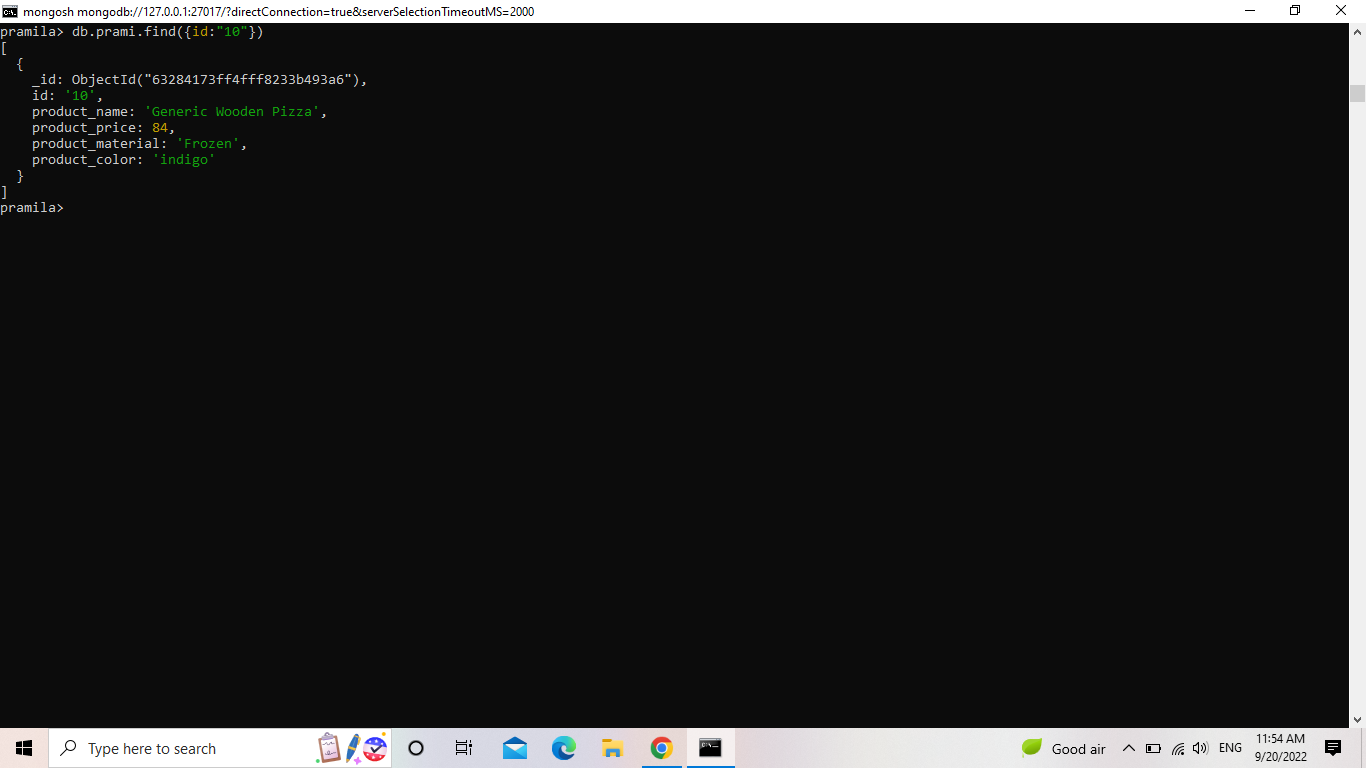 mongosh mongodb://127.0.0.1:27017/?directConnection=true&serverSelectionTimeoutMS=2000
pramila> db.prami.find({id:"10"})
[
  {
    _id: ObjectId("63284173ff4fff8233b493a6"),
    id: '10',
    product_name: 'Generic Wooden Pizza',
    product_price: 84,
    product_material: 'Frozen',
    product_color: 'indigo'
  }
]
pramila>
Type here to search
Good air
ENG
11:54 AM
9/20/2022